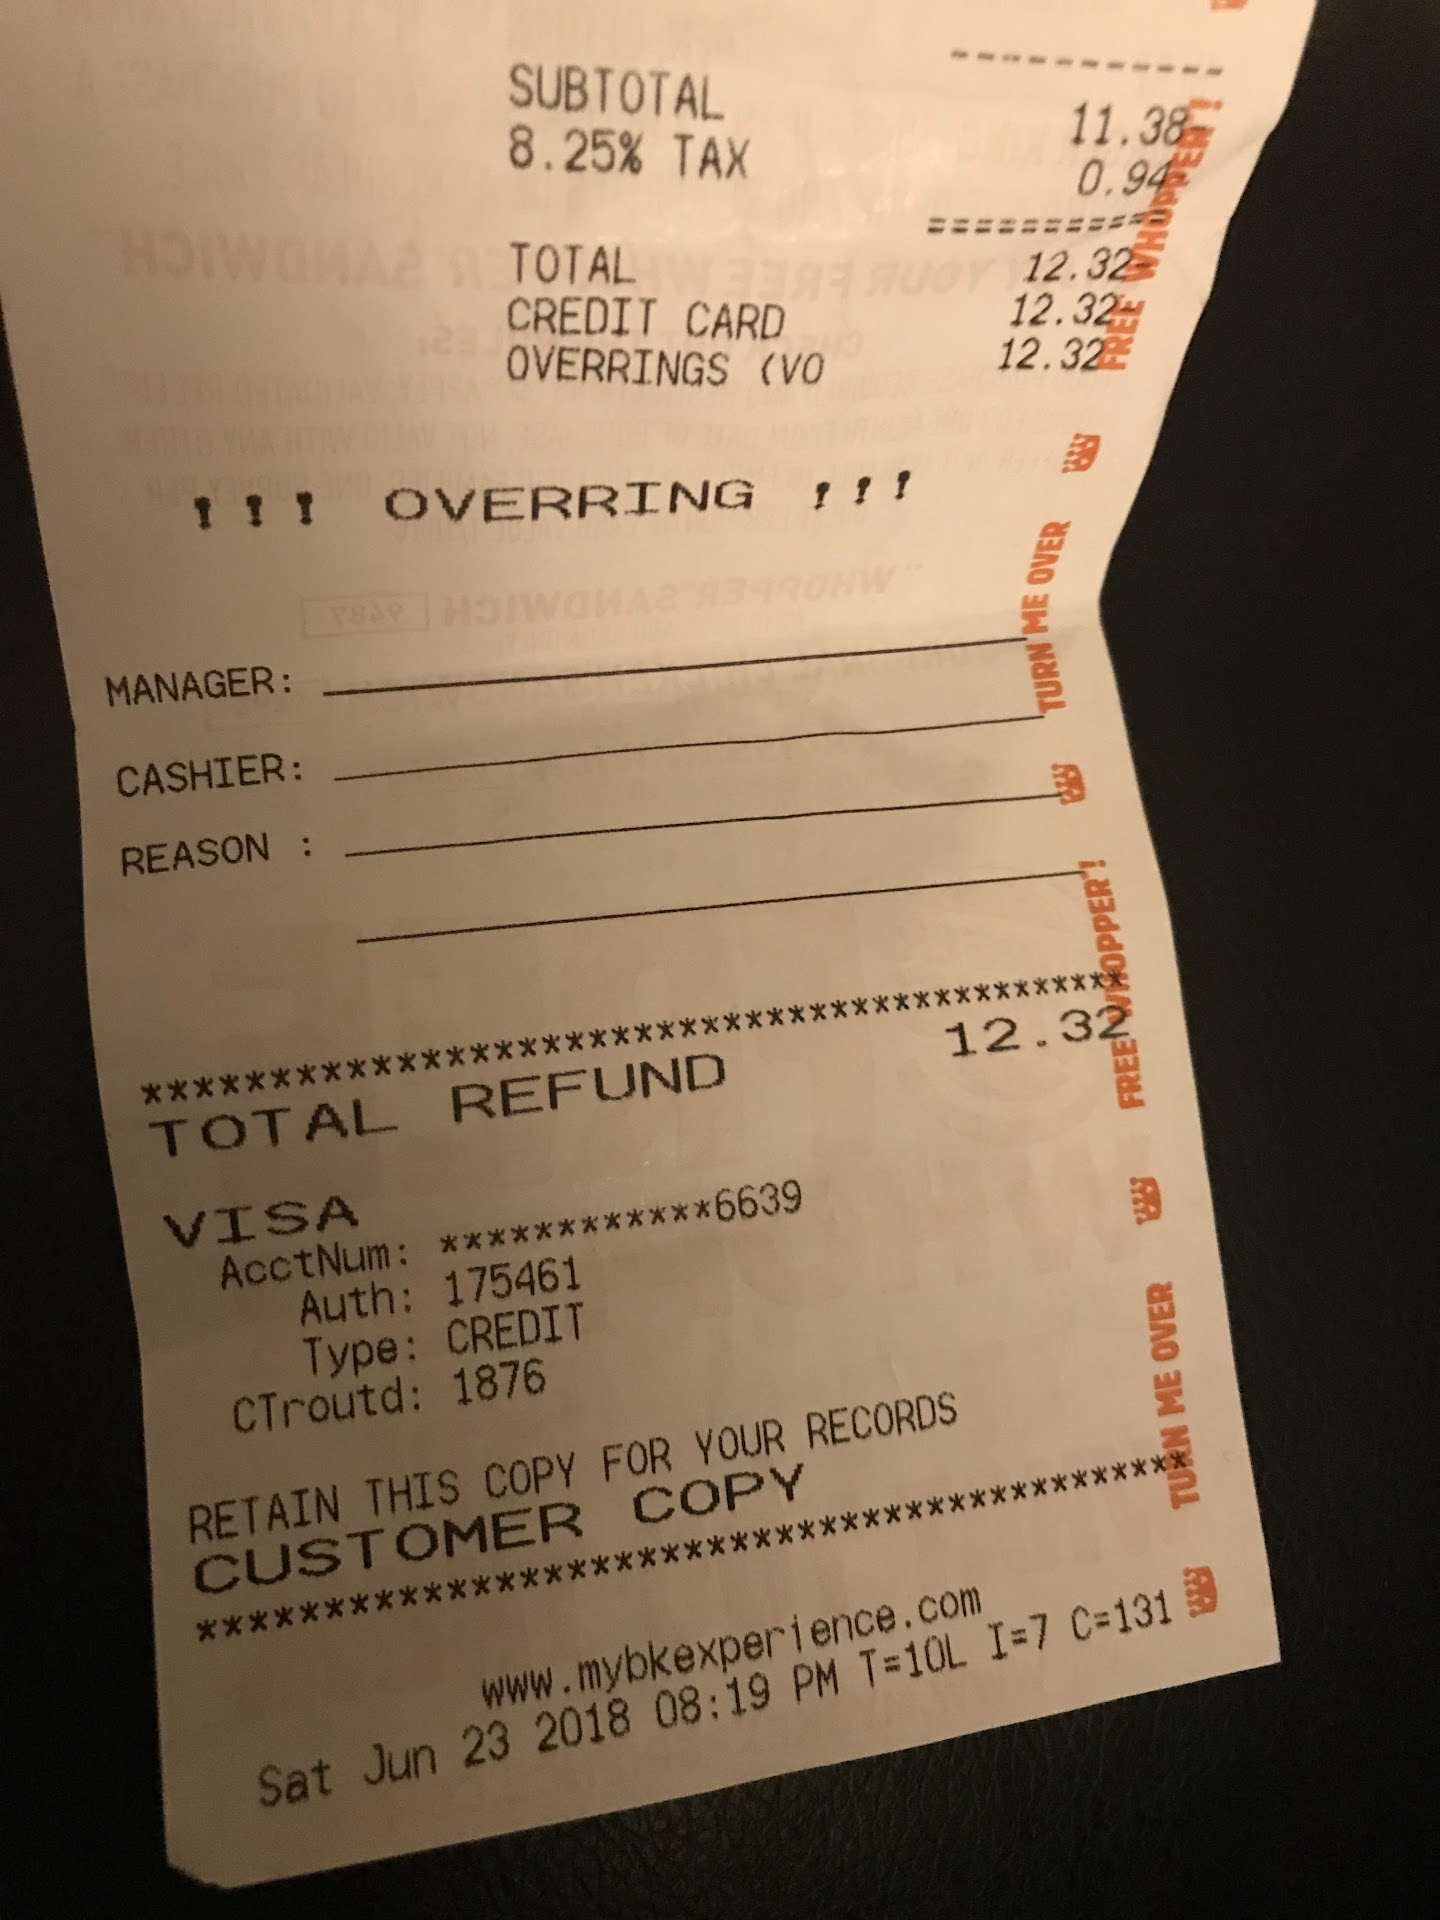 -----------
SUBTOTAL 11.38-
8.25% TAX 0.94-
==========
TOTAL 12.32-
CREDIT CARD 12.32-
OVERRINGS (VO 12.32
!!! OVERRING !!!
MANAGER:
CASHIER:
REASON :
***************************************
TOTAL REFUND 12.32
VISA
AcctNum: ************6639
Auth: 175461
Type: CREDIT
CTroutd: 1876
RETAIN THIS COPY FOR YOUR RECORDS
CUSTOMER COPY
***************************************
www.mybkexperience.com
Sat Jun 23 2018 08:19 PM T=10L I=7 C=131
FREE WHOPPER!
TURN ME OVER
FREE WHOPPER!
TURN ME OVER